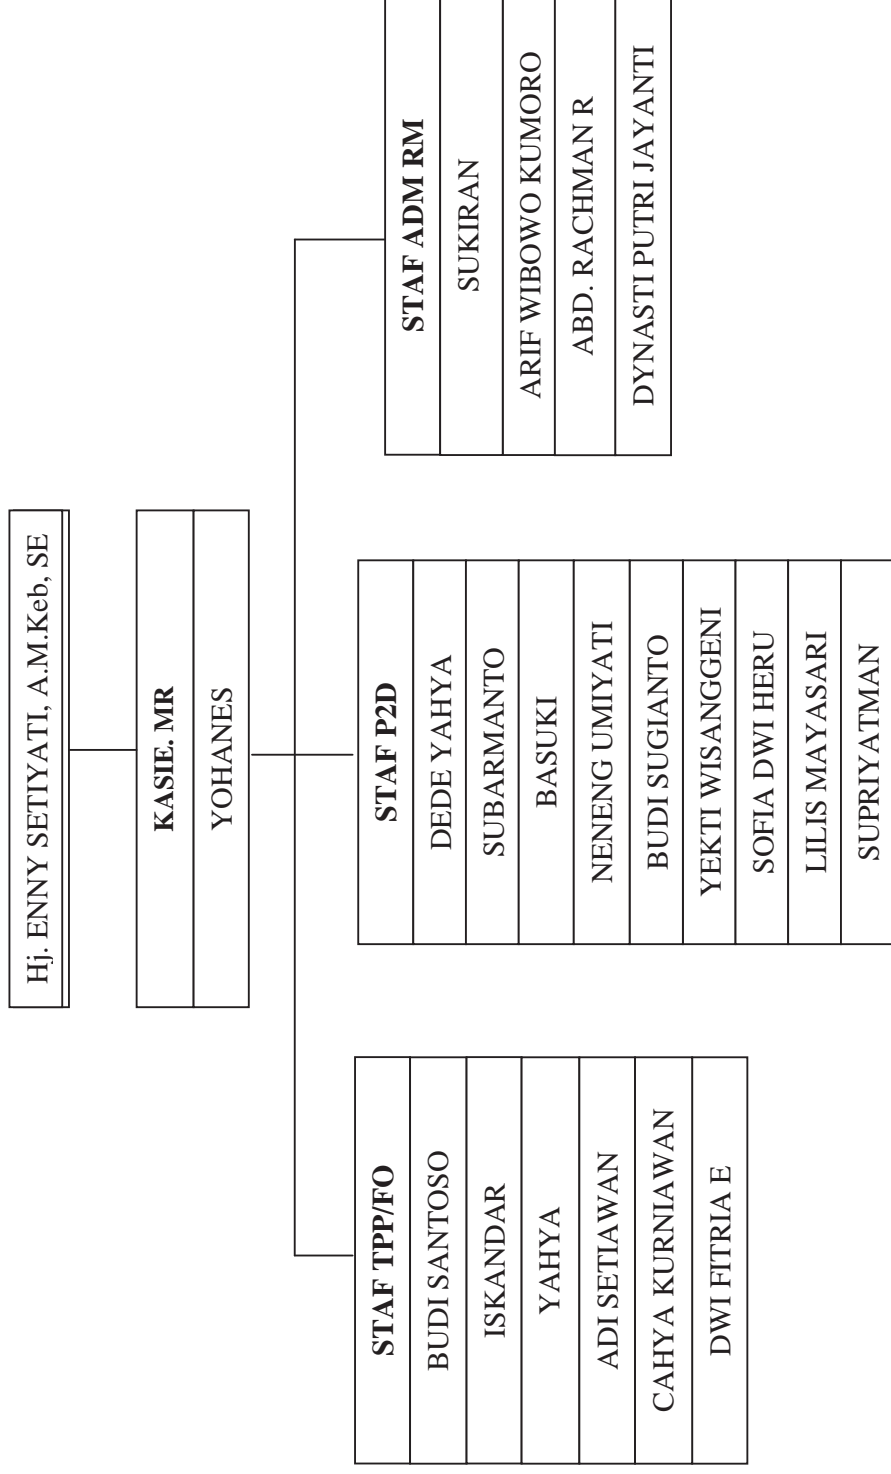 Hj. ENNY SETIYATI, A.M.Keb, SE
KASIE. MR
YOHANES
STAF TPP/FO
BUDI SANTOSO
ISKANDAR
YAHYA
ADI SETIAWAN
CAHYA KURNIAWAN
DWI FITRIA E
STAF P2D
DEDE YAHYA
SUBARMANTO
BASUKI
NENENG UMIYATI
BUDI SUGIANTO
YEKTI WISANGGENI
SOFIA DWI HERU
LILIS MAYASARI
SUPRIYATMAN
STAF ADM RM
SUKIRAN
ARIF WIBOWO KUMORO
ABD. RACHMAN R
DYNASTI PUTRI JAYANTI